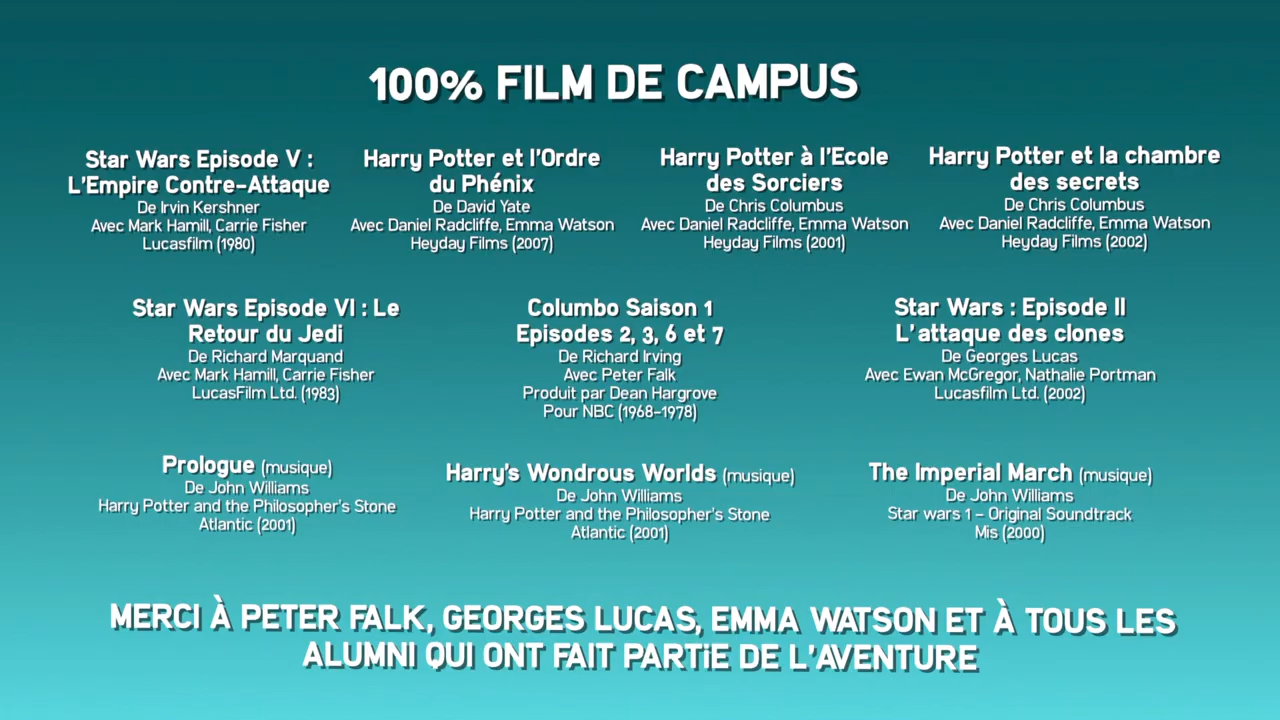 100% FILM DE CAMPUS
Star Wars Episode V :
L'Empire Contre-Attaque
De Irvin Kershner
Avec Mark Hamill, Carrie Fisher
Lucasfilm (1980)
Harry Potter et l'Ordre
du Phénix
De David Yate
Avec Daniel Radcliffe, Emma Watson
Heyday Films (2007)
Harry Potter à l'Ecole
des Sorciers
De Chris Columbus
Avec Daniel Radcliffe, Emma Watson
Heyday Films (2001)
Harry Potter et la chambre
des secrets
De Chris Columbus
Avec Daniel Radcliffe, Emma Watson
Heyday Films (2002)
Star Wars Episode VI : Le
Retour du Jedi
De Richard Marquand
Avec Mark Hamill, Carrie Fisher
LucasFilm Ltd. (1983)
Columbo Saison 1
Episodes 2, 3, 6 et 7
De Richard Irving
Avec Peter Falk
Produit par Dean Hargrove
Pour NBC (1968-1978)
Star Wars : Episode II
L'attaque des clones
De Georges Lucas
Avec Ewan McGregor, Nathalie Portman
Lucasfilm Ltd. (2002)
Prologue (musique)
De John Williams
Harry Potter and the Philosopher's Stone
Atlantic (2001)
Harry's Wondrous Worlds (musique)
De John Williams
Harry Potter and the Philosopher's Stone
Atlantic (2001)
The Imperial March (musique)
De John Williams
Star wars 1 - Original Soundtrack
Mis (2000)
MERCI À PETER FALK, GEORGES LUCAS, EMMA WATSON ET À TOUS LES
ALUMNI QUI ONT FAIT PARTiE DE L'AVENTURE